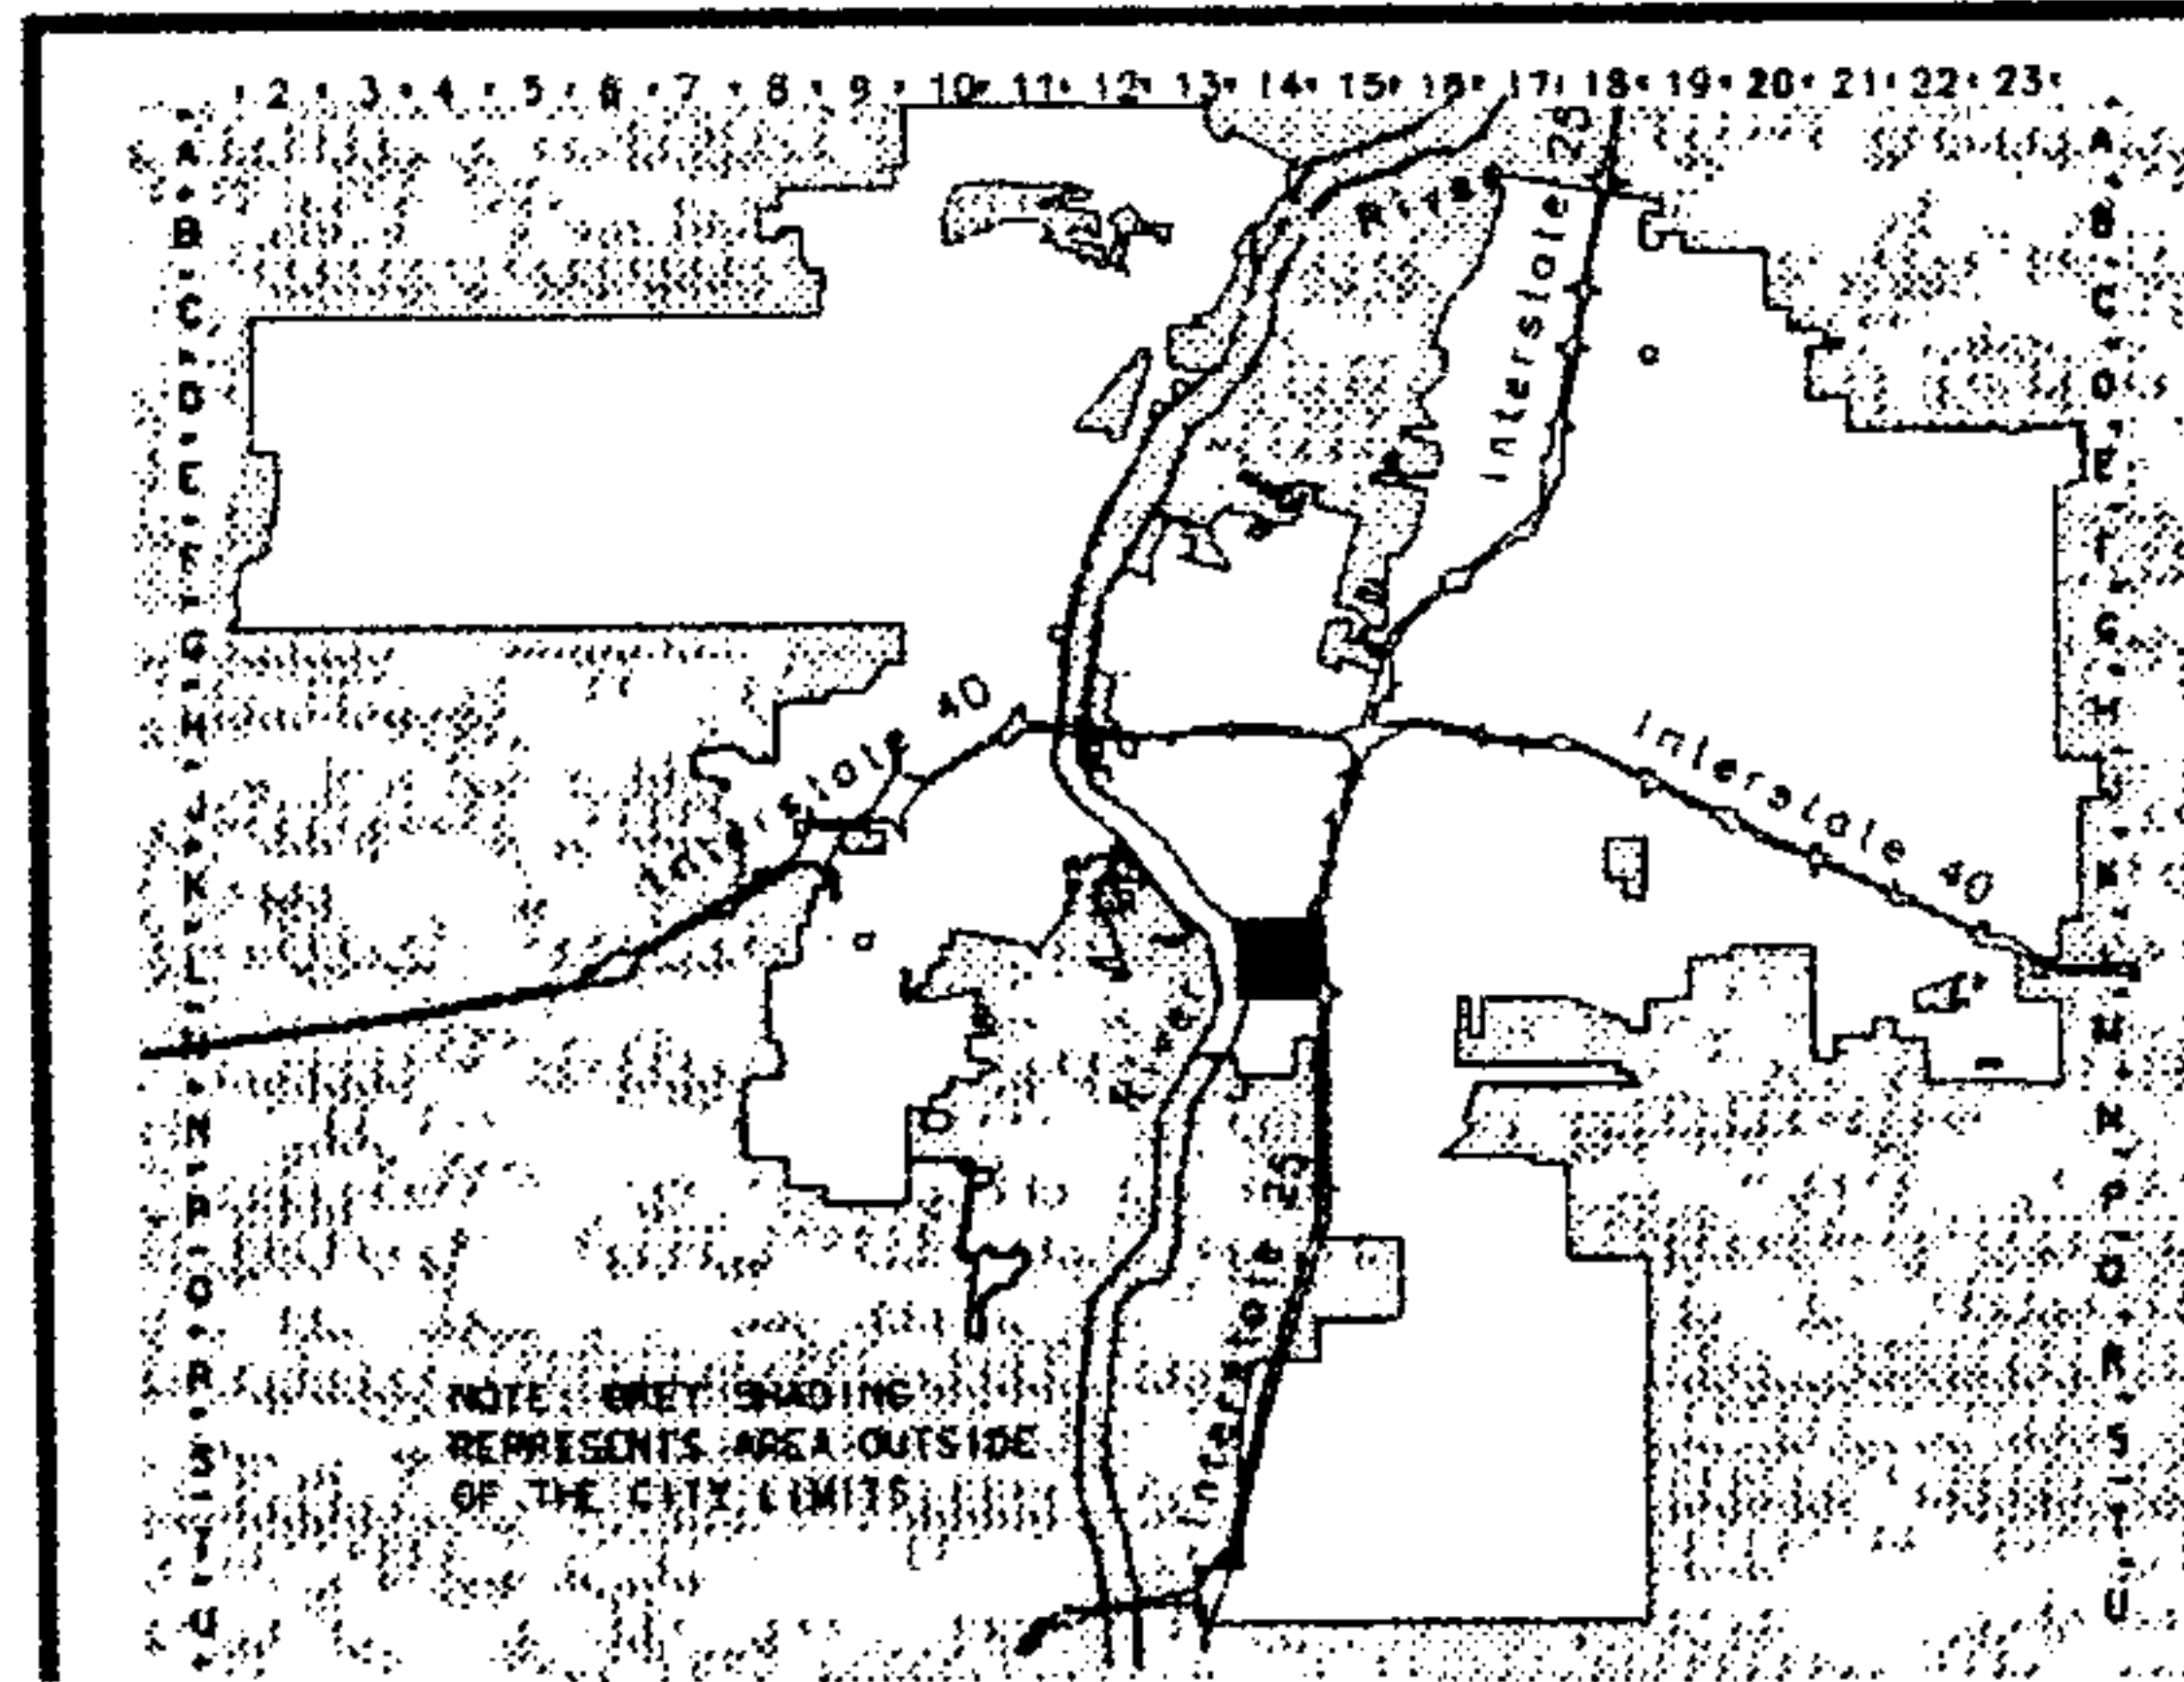 2 3 4 5 6 7 8 9 10 11 12 13 14 15 16 17 18 19 20 21 22 23
A A
B B
C C
D D
E E
F F
G G
H H
J J
K K
L L
M M
N N
P P
Q Q
R R
S S
T T
U U
River
Interstate 25
Interstate 40
Interstate 40
River
Interstate 25
NOTE: GREY SHADING
REPRESENTS AREA OUTSIDE
OF THE CITY LIMITS